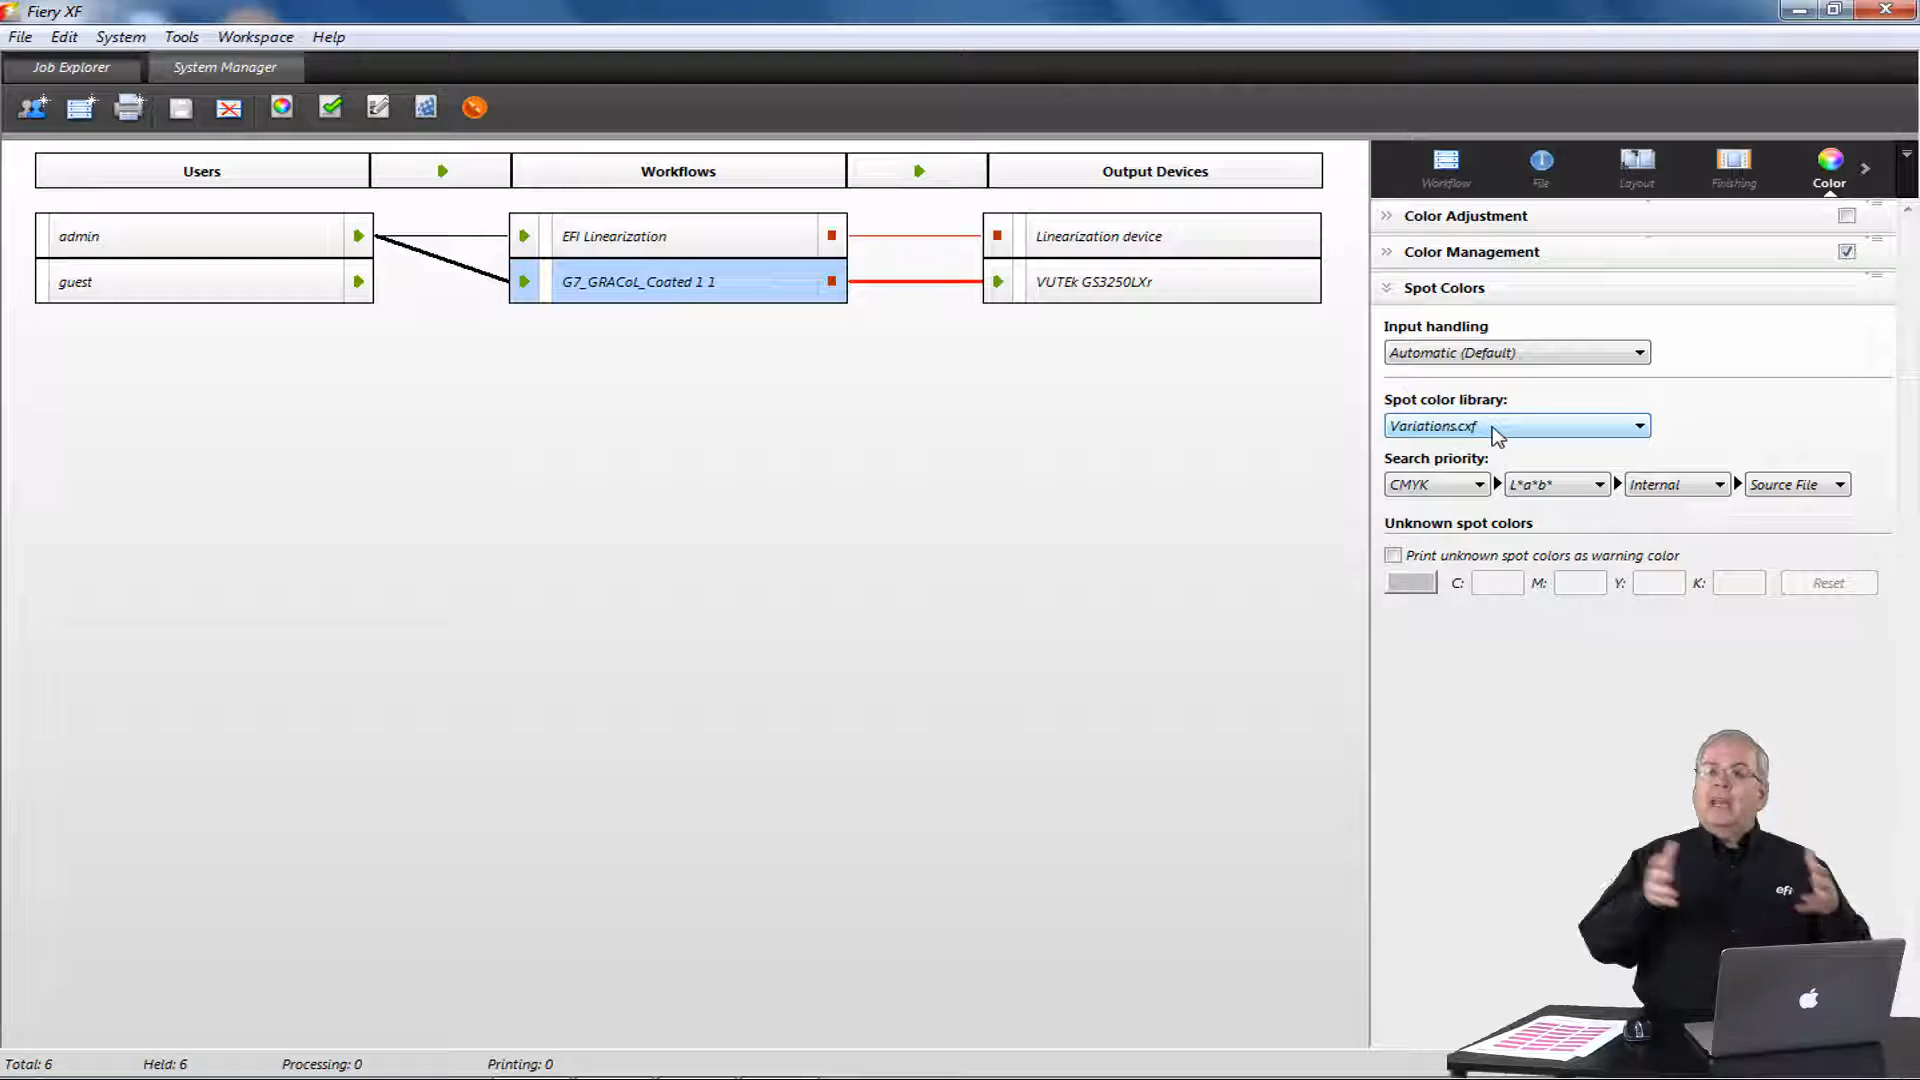 Fiery XF
File Edit System Tools Workspace Help
Job Explorer System Manager
Users Workflows Output Devices
admin EFI Linearization Linearization device
guest G7_GRACoL_Coated 1 1 VUTEk GS3250LXr
Workflow File Layout Finishing Color
Color Adjustment
Color Management
Spot Colors
Input handling
Automatic (Default)
Spot color library:
Variations.cxf
Search priority:
CMYK L*a*b* Internal Source File
Unknown spot colors
Print unknown spot colors as warning color
C: M: Y: K: Reset
efi
Total: 6 Held: 6 Processing: 0 Printing: 0